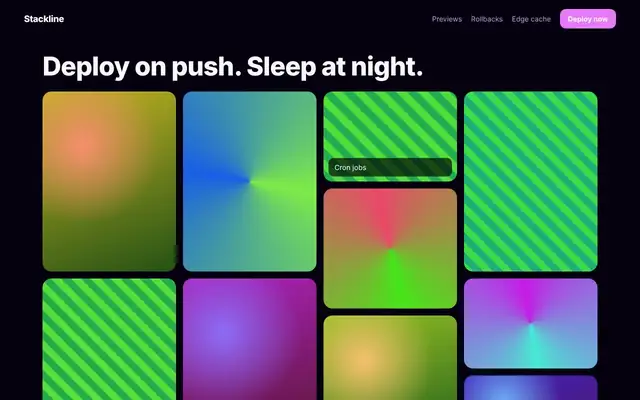 Stackline
Previews
Rollbacks
Edge cache
Deploy now
Deploy on push. Sleep at night.
Cron jobs